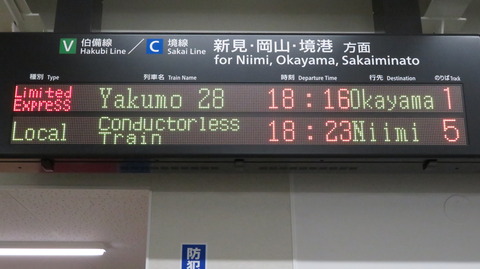 V 伯備線 Hakubi Line / C 境線 Sakai Line / 新見・岡山・境港 方面
for Niimi, Okayama, Sakaiminato
種別 Type 列車名 Train Name 時刻 Departure Time 行先 Destination のりば Track
Limited Express Yakumo 28 18:16 Okayama 1
Local Conductorless Train 18:23 Niimi 5
防犯